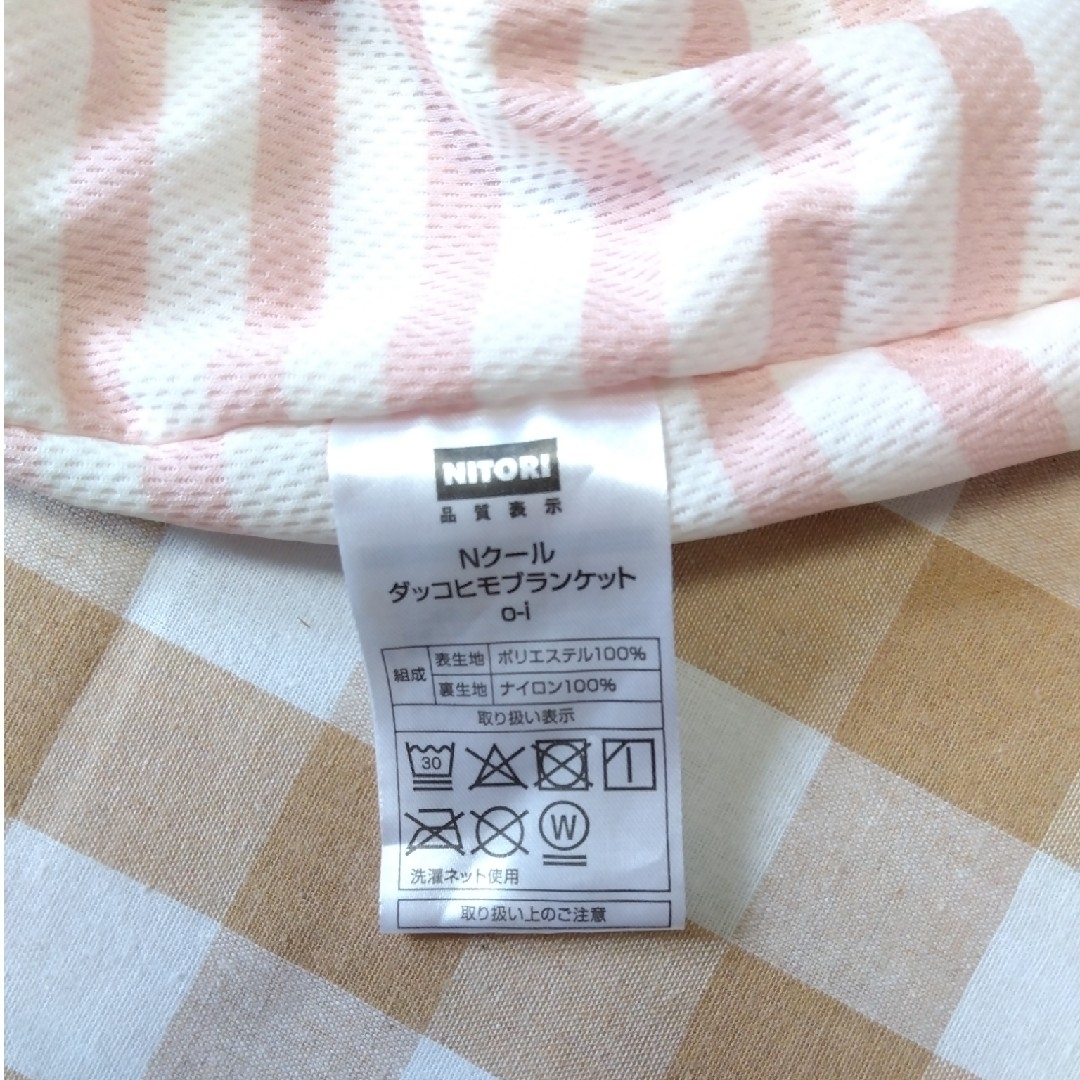 NITORI
品質表示
Nクール
ダッコヒモブランケット
o-i
組成 表生地 ポリエステル100%
裏生地 ナイロン100%
取り扱い表示
30
W
洗濯ネット使用
取り扱い上のご注意